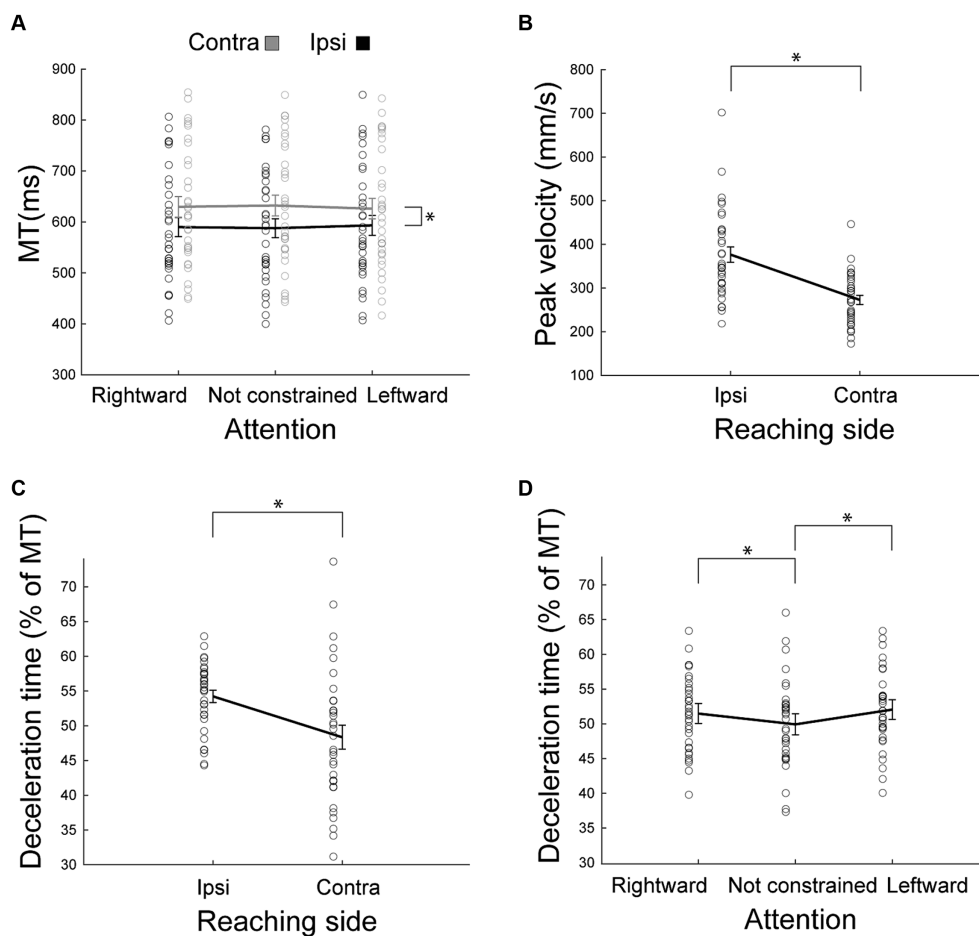 A
Contra Ipsi
900
800
700
600
500
400
300
MT(ms)
*
Rightward Not constrained Leftward
Attention
B
*
800
700
600
500
400
300
200
100
Peak velocity (mm/s)
Ipsi Contra
Reaching side
C
*
70
65
60
55
50
45
40
35
30
Deceleration time (% of MT)
Ipsi Contra
Reaching side
D
*
*
70
65
60
55
50
45
40
35
30
Deceleration time (% of MT)
Rightward Not constrained Leftward
Attention